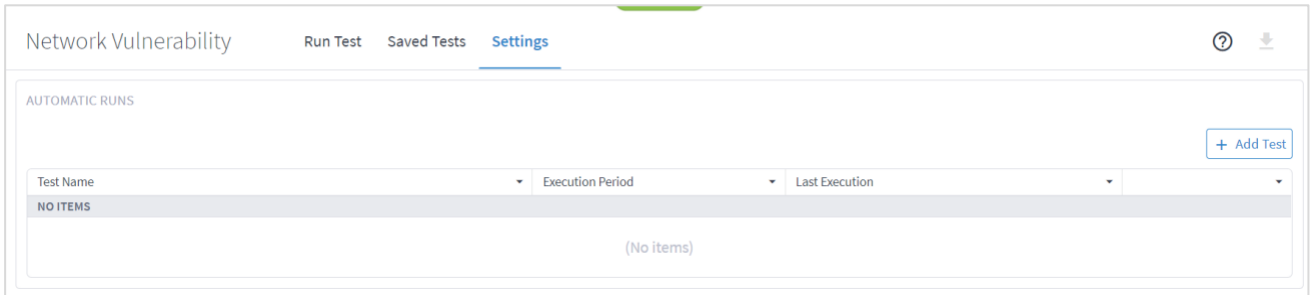 Network Vulnerability Run Test Saved Tests Settings
AUTOMATIC RUNS
+ Add Test
Test Name Execution Period Last Execution
NO ITEMS
(No items)